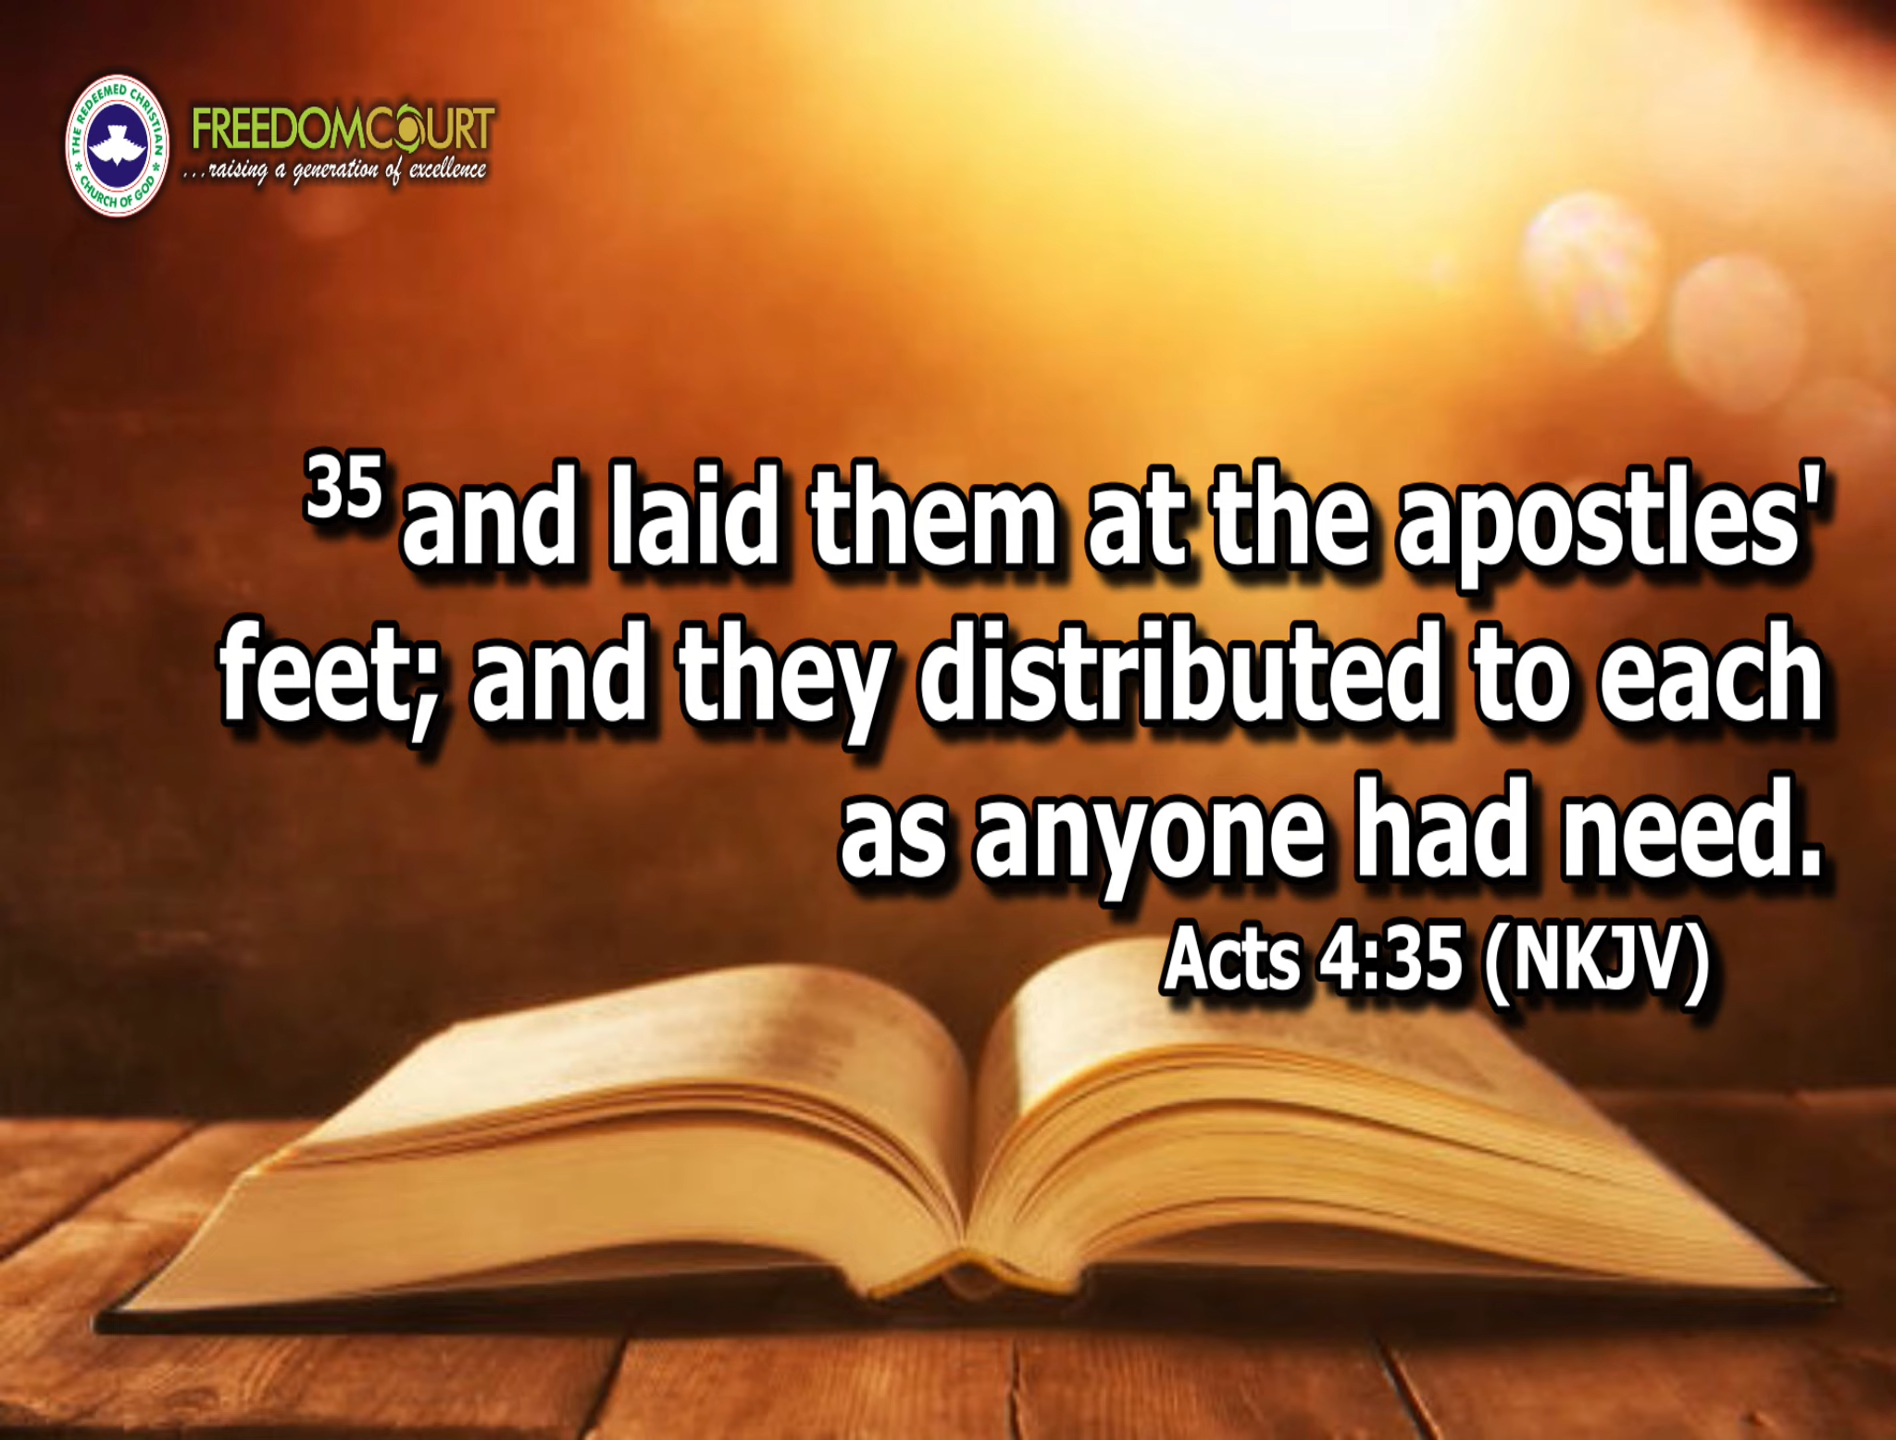 THE REDEEMED CHRISTIAN
CHURCH OF GOD
FREEDOMCOURT
...raising a generation of excellence
35 and laid them at the apostles'
feet; and they distributed to each
as anyone had need.
Acts 4:35 (NKJV)